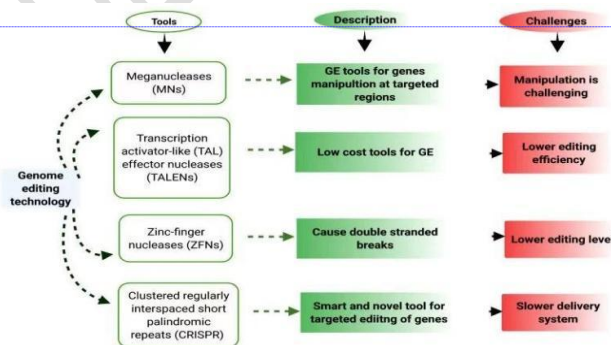 Tools
Description
Challenges
Meganucleases
(MNs)
GE tools for genes
manipultion at targeted
regions
Manipulation is
challenging
Transcription
activator-like (TAL)
effector nucleases
(TALENs)
Low cost tools for GE
Lower editing
efficiency
Genome
editing
technology
Zinc-finger
nucleases (ZFNs)
Cause double stranded
breaks
Lower editing level
Clustered regularly
interspaced short
palindromic
repeats (CRISPR)
Smart and novel tool for
targeted ediitng of genes
Slower delivery
system